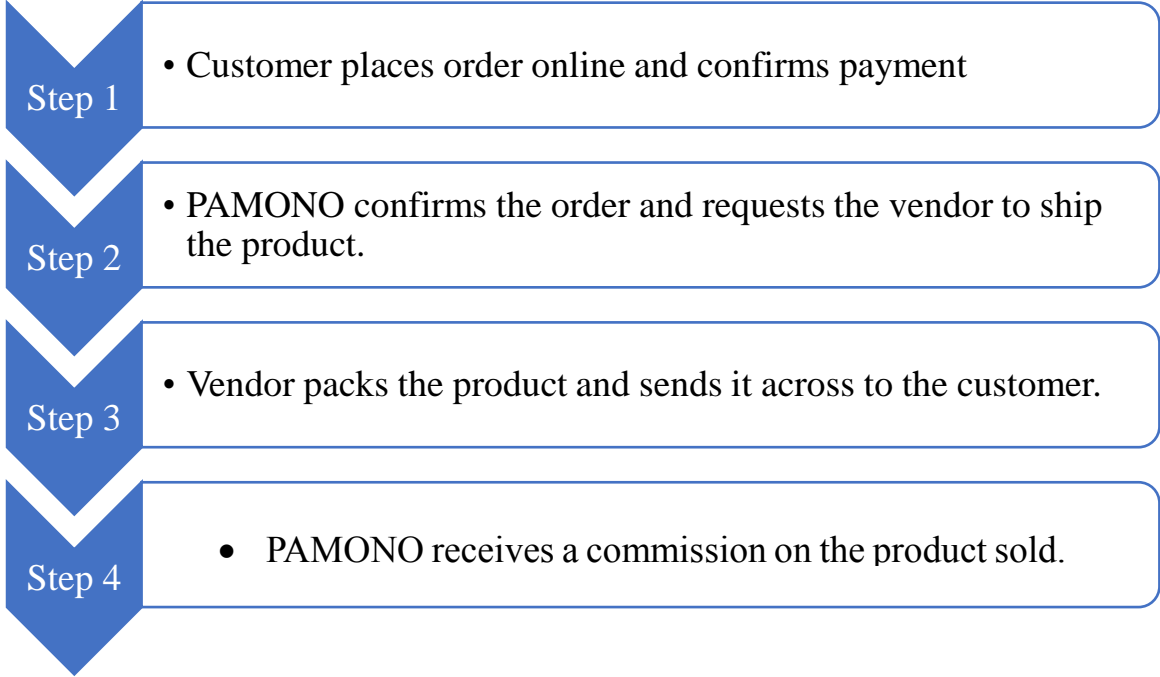 Step 1
• Customer places order online and confirms payment
Step 2
• PAMONO confirms the order and requests the vendor to ship
the product.
Step 3
• Vendor packs the product and sends it across to the customer.
Step 4
• PAMONO receives a commission on the product sold.